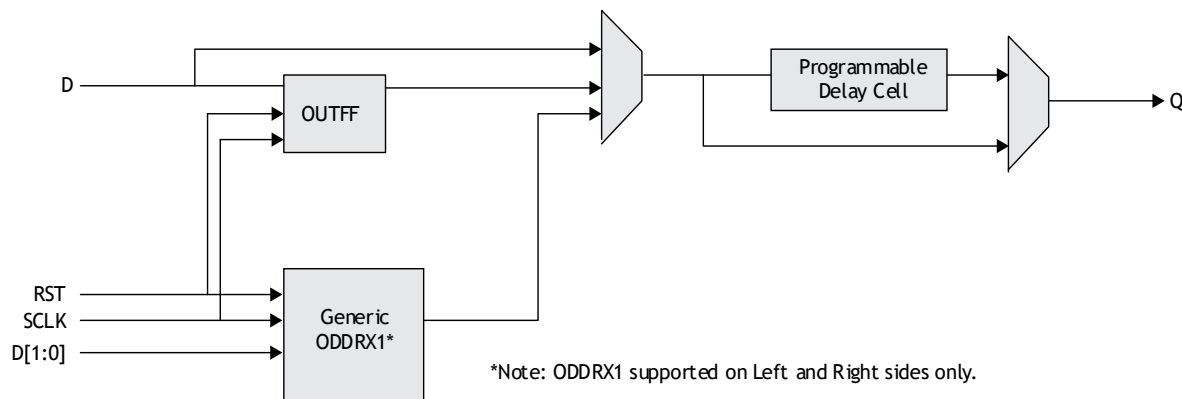 Programmable
Delay Cell
D
OUTFF
Q
RST
SCLK
D[1:0]
Generic
ODDRX1*
*Note: ODDRX1 supported on Left and Right sides only.